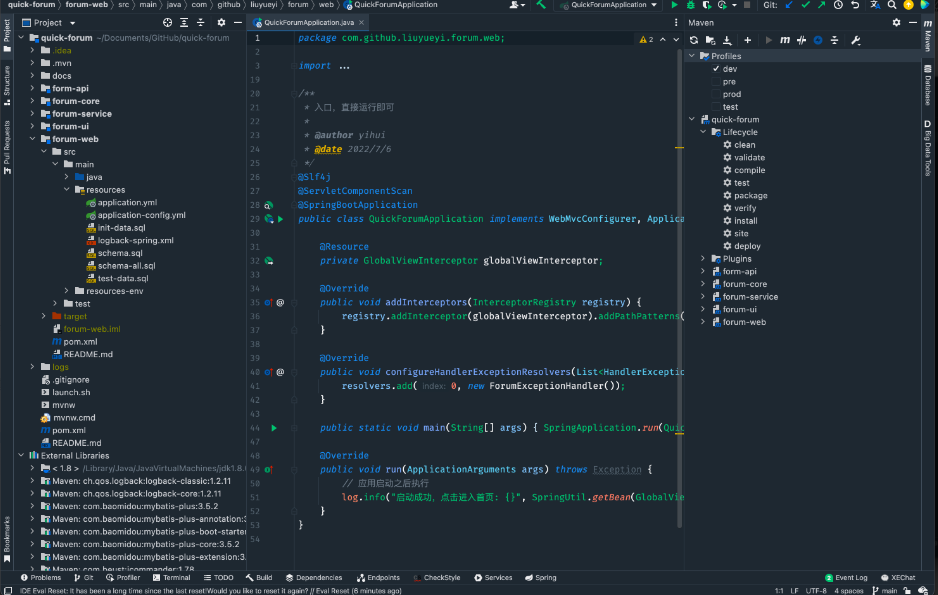 quick-forum › forum-web › src › main › java › com › github › liuyueyi › forum › web › QuickForumApplication
QuickForumApplication
Git:
Project
QuickForumApplication.java
Maven
quick-forum ~/Documents/GitHub/quick-forum
.idea
.mvn
docs
form-api
forum-core
forum-service
forum-ui
forum-web
src
main
java
resources
application.yml
application-config.yml
init-data.sql
logback-spring.xml
schema.sql
schema-all.sql
test-data.sql
resources-env
test
target
forum-web.iml
pom.xml
README.md
logs
.gitignore
launch.sh
mvnw
mvnw.cmd
pom.xml
README.md
External Libraries
< 1.8 > /Library/Java/JavaVirtualMachines/jdk1.8.
Maven: ch.qos.logback:logback-classic:1.2.11
Maven: ch.qos.logback:logback-core:1.2.11
Maven: com.baomidou:mybatis-plus:3.5.2
Maven: com.baomidou:mybatis-plus-annotation:3
Maven: com.baomidou:mybatis-plus-boot-starter
Maven: com.baomidou:mybatis-plus-core:3.5.2
Maven: com.baomidou:mybatis-plus-extension:3.
Maven: com.beust:jcommander:1.78
Project
Structure
Pull Requests
Bookmarks
1 package com.github.liuyueyi.forum.web;
2
3 import ...
19
20 /**
21 * 入口，直接运行即可
22 *
23 * @author yihui
24 * @date 2022/7/6
25 */
26 @Slf4j
27 @ServletComponentScan
28 @SpringBootApplication
29 public class QuickForumApplication implements WebMvcConfigurer, Applica
30
31 @Resource
32 private GlobalViewInterceptor globalViewInterceptor;
33
34 @Override
35 public void addInterceptors(InterceptorRegistry registry) {
36 registry.addInterceptor(globalViewInterceptor).addPathPatterns(
37 }
38
39 @Override
40 public void configureHandlerExceptionResolvers(List<HandlerExceptio
41 resolvers.add( index: 0, new ForumExceptionHandler());
42 }
43
44 public static void main(String[] args) { SpringApplication.run(Quic
47
48 @Override
49 public void run(ApplicationArguments args) throws Exception {
50 // 应用启动之后执行
51 log.info("启动成功，点击进入首页: {}", SpringUtil.getBean(GlobalVie
52 }
53 }
54
2
Profiles
dev
pre
prod
test
quick-forum
Lifecycle
clean
validate
compile
test
package
verify
install
site
deploy
Plugins
form-api
forum-core
forum-service
forum-ui
forum-web
Maven
Database
Big Data Tools
Problems Git Profiler Terminal TODO Build Dependencies Endpoints CheckStyle Services Spring 2 Event Log XEChat
IDE Eval Reset: It has been a long time since the last reset!Would you like to reset it again? // Eval Reset (6 minutes ago) 1:1 LF UTF-8 4 spaces main